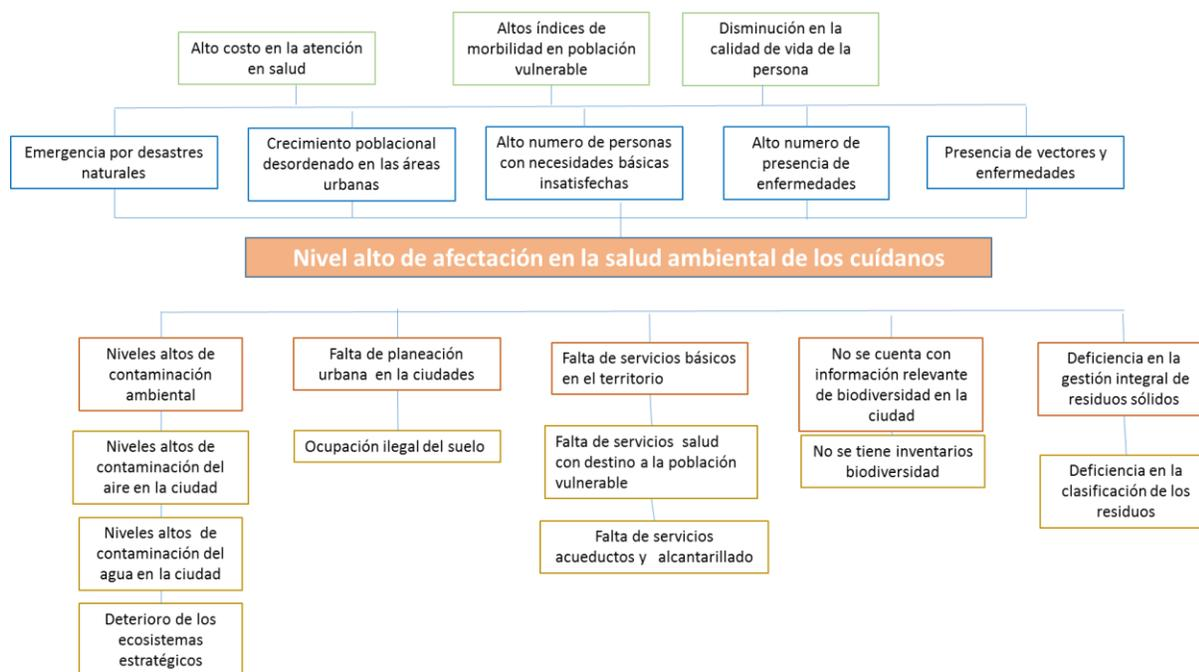 Alto costo en la atención
en salud
Altos índices de
morbilidad en población
vulnerable
Disminución en la
calidad de vida de la
persona
Emergencia por desastres
naturales
Crecimiento poblacional
desordenado en las áreas
urbanas
Alto numero de personas
con necesidades básicas
insatisfechas
Alto numero de
presencia de
enfermedades
Presencia de vectores y
enfermedades
Nivel alto de afectación en la salud ambiental de los cuídanos
Niveles altos de
contaminación
ambiental
Niveles altos de
contaminación del
aire en la ciudad
Niveles altos de
contaminación del
agua en la ciudad
Deterioro de los
ecosistemas
estratégicos
Falta de planeación
urbana en la ciudades
Ocupación ilegal del suelo
Falta de servicios básicos
en el territorio
Falta de servicios salud
con destino a la población
vulnerable
Falta de servicios
acueductos y alcantarillado
No se cuenta con
información relevante
de biodiversidad en la
ciudad
No se tiene inventarios
biodiversidad
Deficiencia en la
gestión integral de
residuos sólidos
Deficiencia en la
clasificación de los
residuos